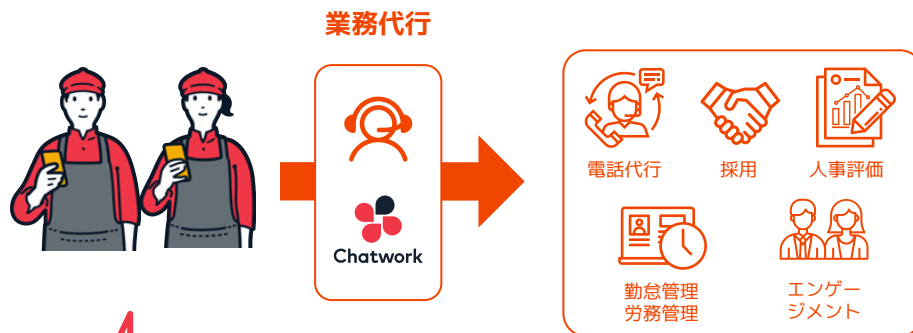 業務代行
Chatwork
電話代行
採用
人事評価
勤怠管理
労務管理
エンゲー
ジメント